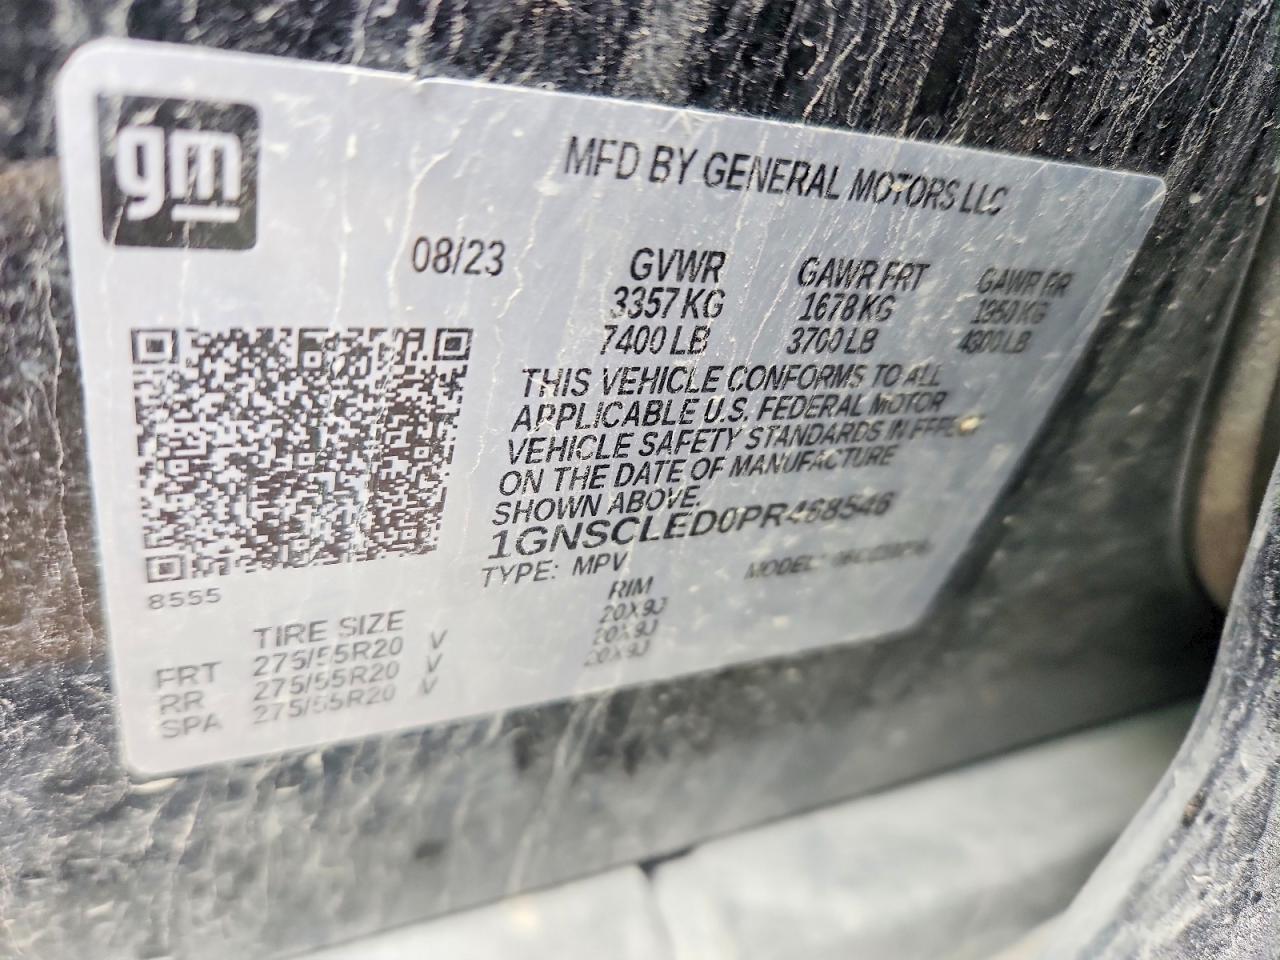 gm
MFD BY GENERAL MOTORS LLC
08/23
GVWR GAWR FRT GAWR RR
3357 KG 1678 KG 1950 KG
7400 LB 3700 LB 4300 LB
THIS VEHICLE CONFORMS TO ALL
APPLICABLE U.S. FEDERAL MOTOR
VEHICLE SAFETY STANDARDS IN EFFECT
ON THE DATE OF MANUFACTURE
SHOWN ABOVE.
1GNSCLED0PR468546
TYPE: MPV MODEL:
8555
TIRE SIZE RIM
FRT 275/55R20 V 20X9J
RR 275/55R20 V 20X9J
SPA 275/55R20 V 20X9J